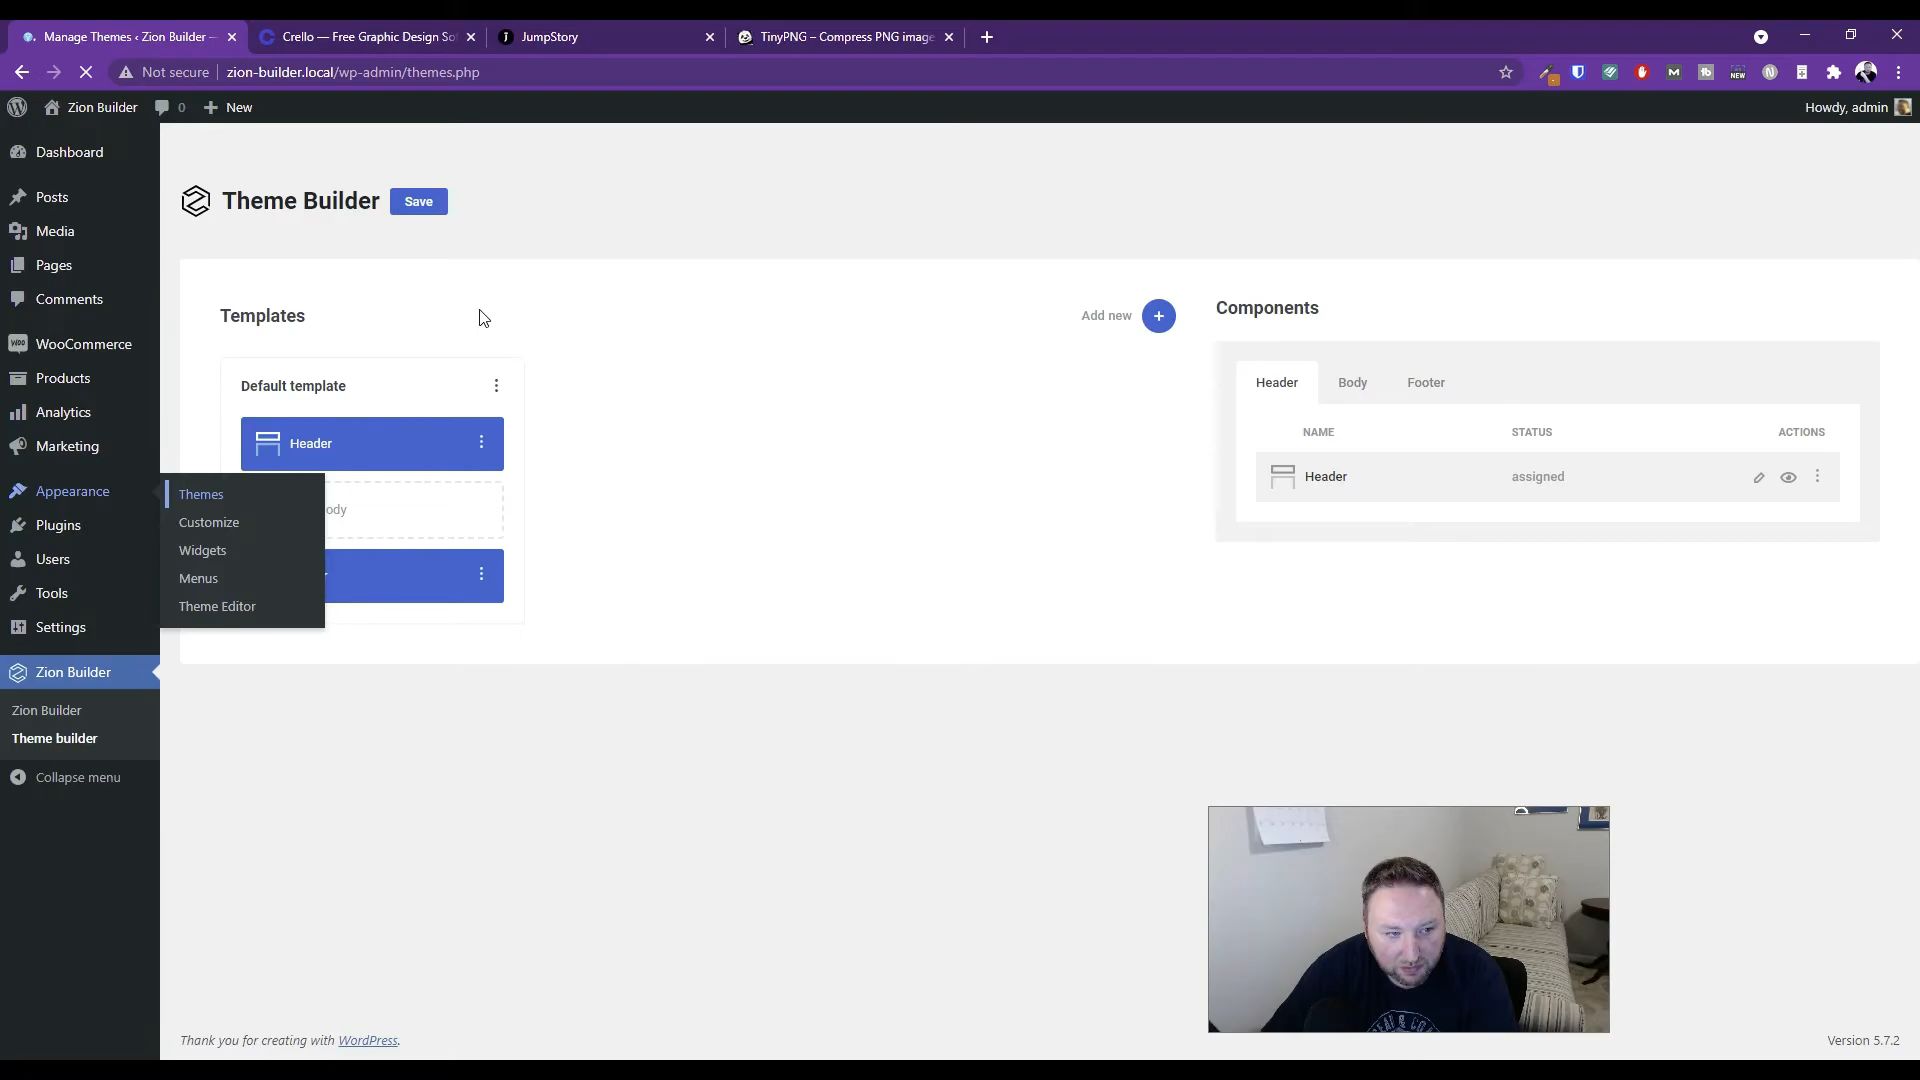 Manage Themes ‹ Zion Builder —
Crello — Free Graphic Design So
JumpStory
TinyPNG – Compress PNG image
Not secure
zion-builder.local/wp-admin/themes.php
Zion Builder
0
New
Howdy, admin
Dashboard
Posts
Media
Pages
Comments
WooCommerce
Products
Analytics
Marketing
Appearance
Plugins
Users
Tools
Settings
Zion Builder
Zion Builder
Theme builder
Collapse menu
Themes
Customize
Widgets
Menus
Theme Editor
Theme Builder
Save
Templates
Add new
Default template
Header
ody
Components
Header
Body
Footer
NAME
STATUS
ACTIONS
Header
assigned
Thank you for creating with WordPress.
Version 5.7.2